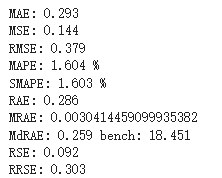 MAE: 0.293
MSE: 0.144
RMSE: 0.379
MAPE: 1.604 %
SMAPE: 1.603 %
RAE: 0.286
MRAE: 0.0030414459099935382
MdRAE: 0.259 bench: 18.451
RSE: 0.092
RRSE: 0.303